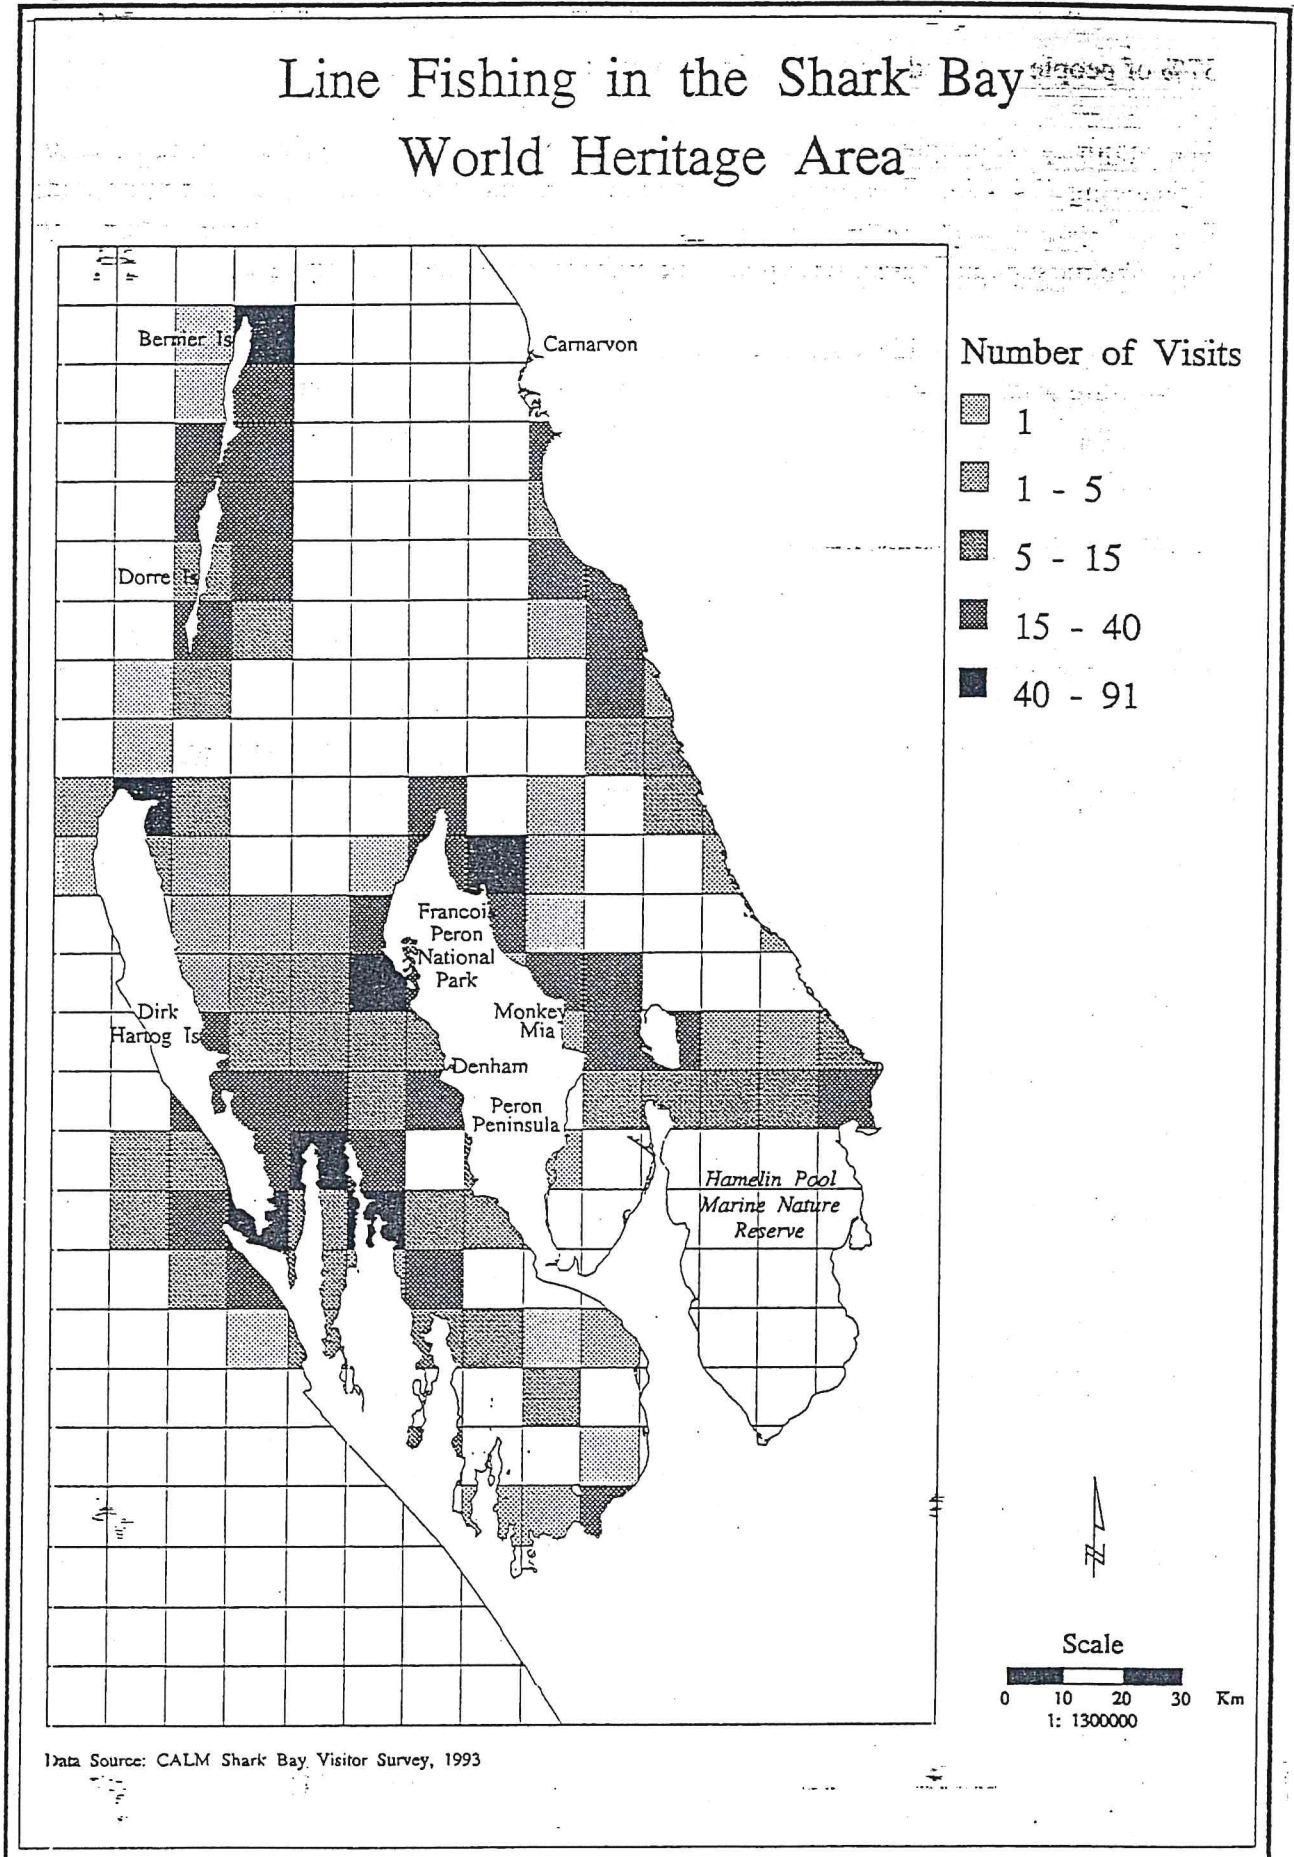 Line Fishing in the Shark Bay
World Heritage Area
Bernier Is
Carnarvon
Number of Visits
1
1 - 5
5 - 15
15 - 40
40 - 91
Dorre Is
Francois
Peron
National
Park
Dirk
Hartog Is
Monkey
Mia
Denham
Peron
Peninsula
Hamelin Pool
Marine Nature
Reserve
N
Scale
0 10 20 30 Km
1: 1300000
Data Source: CALM Shark Bay Visitor Survey, 1993